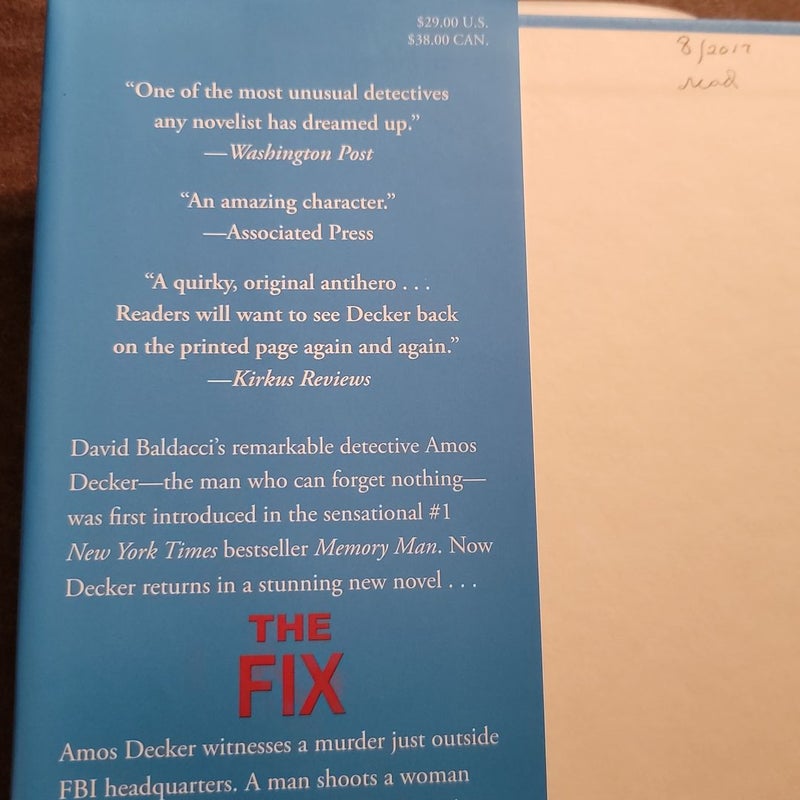 $29.00 U.S.
$38.00 CAN.
“One of the most unusual detectives
any novelist has dreamed up.”
—Washington Post
“An amazing character.”
—Associated Press
“A quirky, original antihero . . .
Readers will want to see Decker back
on the printed page again and again.”
—Kirkus Reviews
David Baldacci’s remarkable detective Amos
Decker—the man who can forget nothing—
was first introduced in the sensational #1
New York Times bestseller Memory Man. Now
Decker returns in a stunning new novel . . .
THE
FIX
Amos Decker witnesses a murder just outside
FBI headquarters. A man shoots a woman
8/2017
read